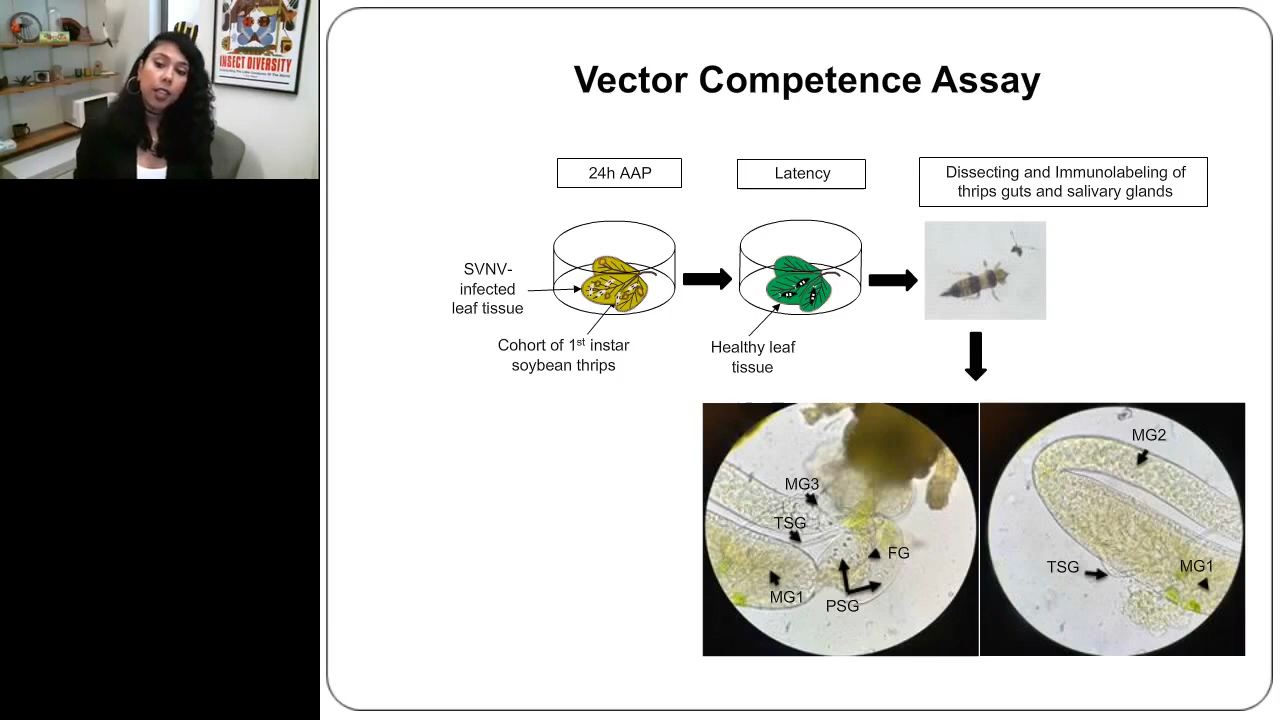 INSECT DIVERSITY
Vector Competence Assay
24h AAP
Latency
Dissecting and Immunolabeling of
thrips guts and salivary glands
SVNV-
infected
leaf tissue
Cohort of 1st instar
soybean thrips
Healthy leaf
tissue
MG3
TSG
FG
MG1
PSG
MG2
TSG
MG1